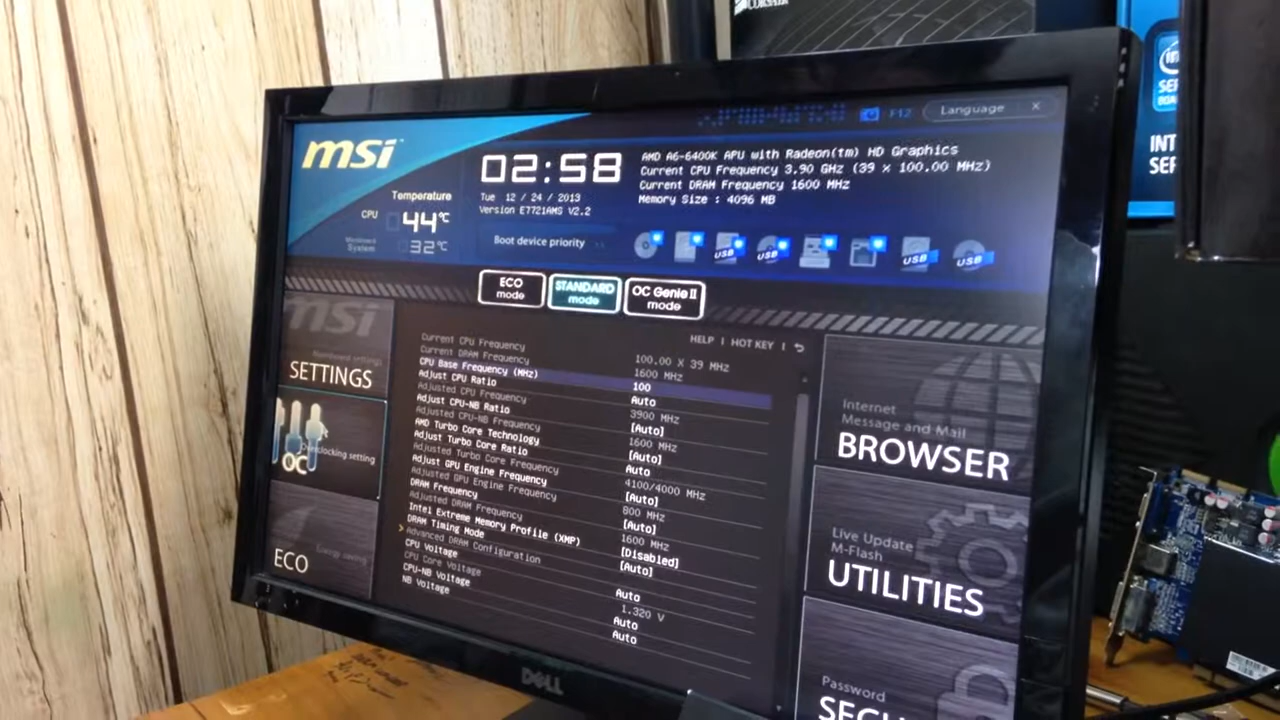 CORSAIR
msi
F12
Language
×
02:58
Tue 12 / 24 / 2013
Version E7721AMS V2.2
AMD A6-6400K APU with Radeon(tm) HD Graphics
Current CPU Frequency 3.90 GHz (39 x 100.00 MHz)
Current DRAM Frequency 1600 MHz
Memory Size : 4096 MB
Temperature
CPU 44°C
System 32°C
Boot device priority
USB
USB
USB
USB
ECO
mode
STANDARD
mode
OC Genie II
mode
msi
SETTINGS
Overclocking setting
OC
ECO
HELP | HOT KEY |
Current CPU Frequency 100.00 X 39 MHz
Current DRAM Frequency 1600 MHz
CPU Base Frequency (MHz) 100
Adjust CPU Ratio Auto
Adjusted CPU Frequency 3900 MHz
Adjust CPU-NB Ratio [Auto]
Adjusted CPU-NB Frequency 1600 MHz
AMD Turbo Core Technology [Auto]
Adjust Turbo Core Ratio Auto
Adjusted Turbo Core Frequency 4100/4000 MHz
Adjust GPU Engine Frequency [Auto]
Adjusted GPU Engine Frequency 800 MHz
DRAM Frequency [Auto]
Adjusted DRAM Frequency 1600 MHz
Intel Extreme Memory Profile (XMP) [Disabled]
DRAM Timing Mode [Auto]
> Advanced DRAM Configuration
CPU Voltage Auto
CPU Core Voltage 1.320 V
CPU-NB Voltage Auto
NB Voltage Auto
Internet
Message and Mail
BROWSER
Live Update
M-Flash
UTILITIES
Password
DELL
INT
SER